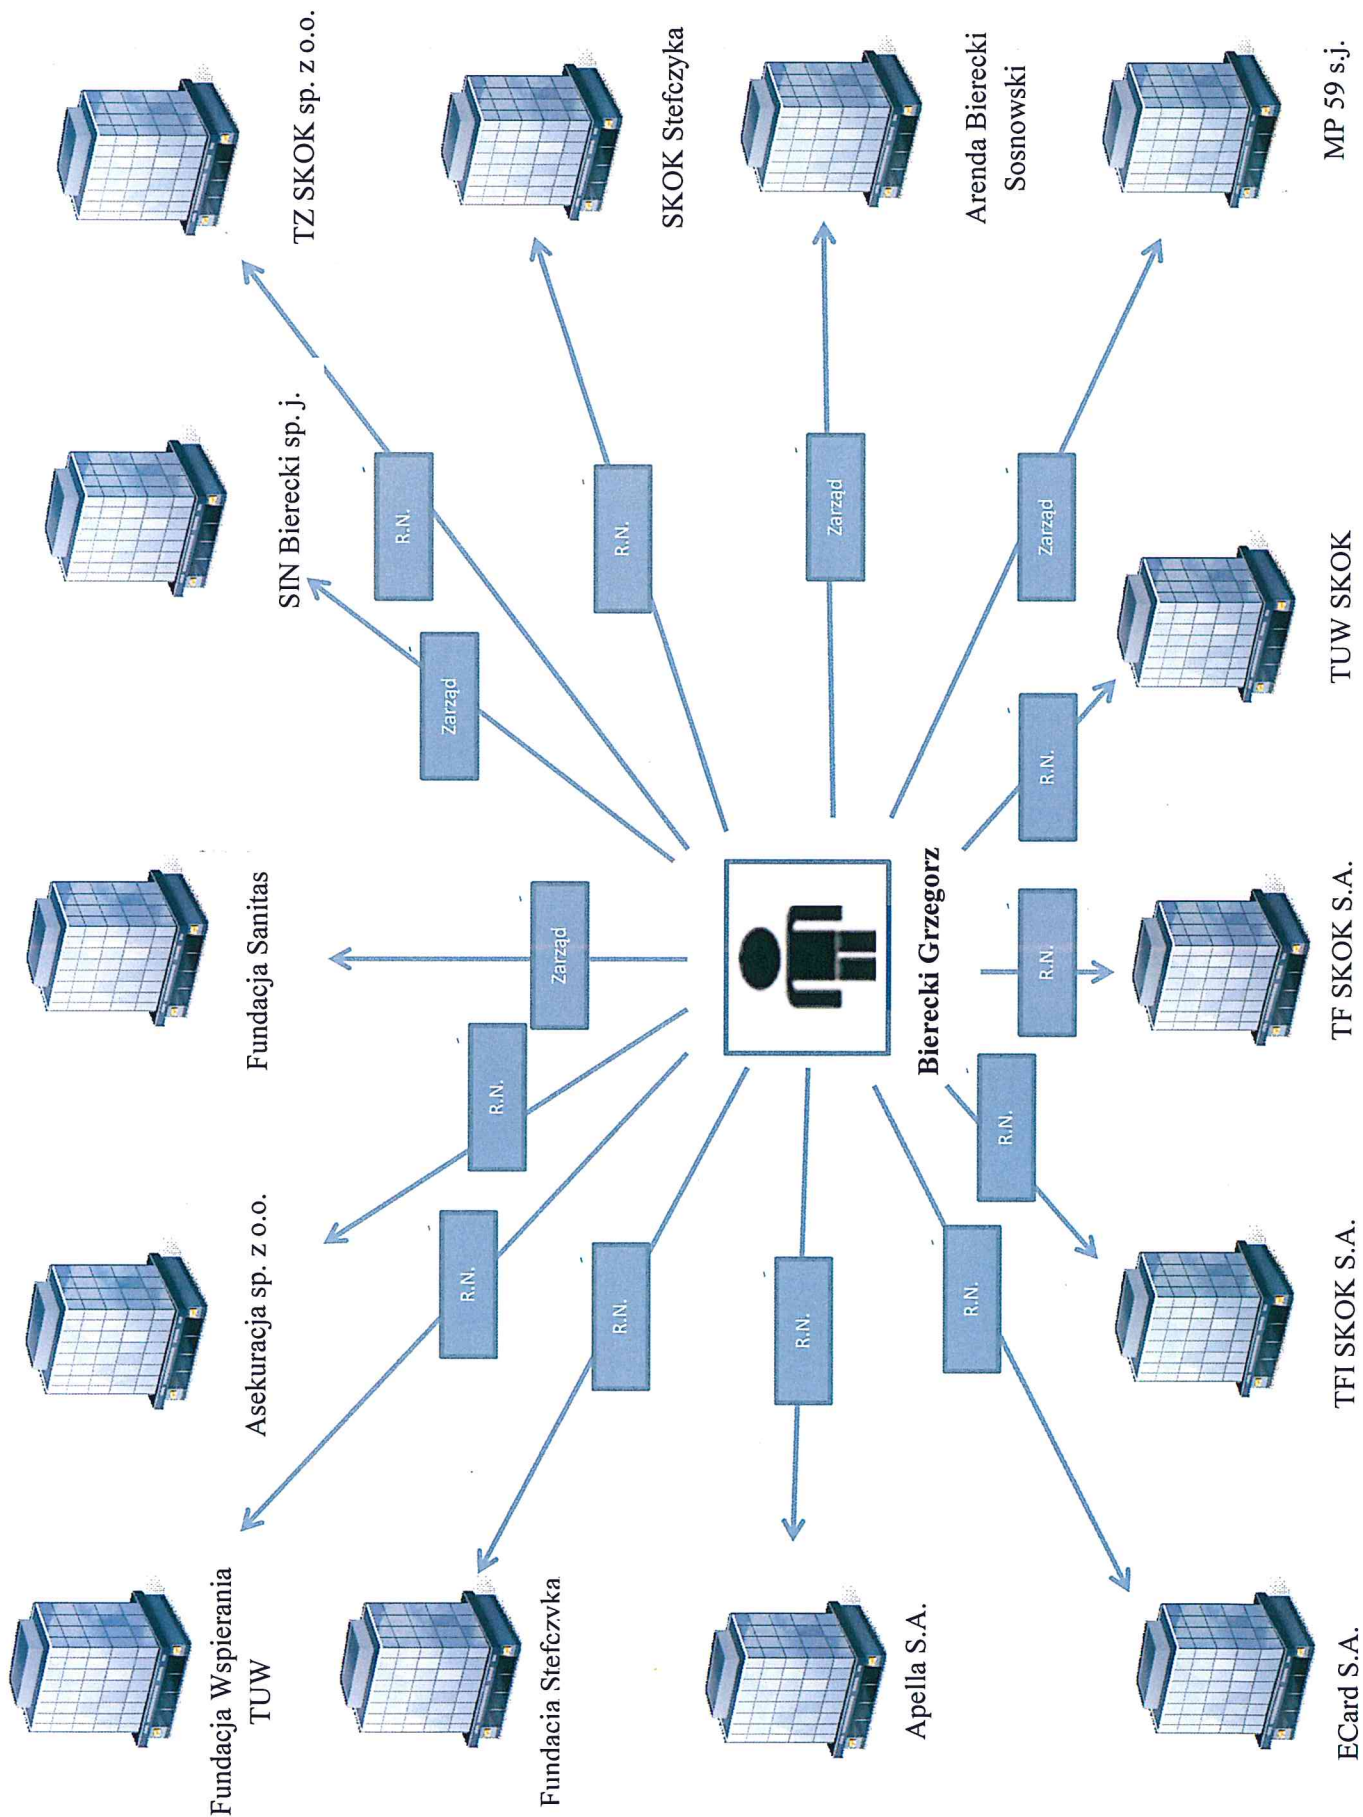 Fundacja Wspierania
TUW
Asekuracja sp. z o.o.
Fundacja Sanitas
SIN Bierecki sp. j.
TZ SKOK sp. z o.o.
R.N.
R.N.
Zarząd
Zarząd
R.N.
Fundacja Stefczyka
R.N.
R.N.
SKOK Stefczyka
Apella S.A.
R.N.
Zarząd
Arenda Bierecki
Sosnowski
Bierecki Grzegorz
R.N.
R.N.
R.N.
R.N.
Zarząd
ECard S.A.
TFI SKOK S.A.
TF SKOK S.A.
TUW SKOK
MP 59 s.j.